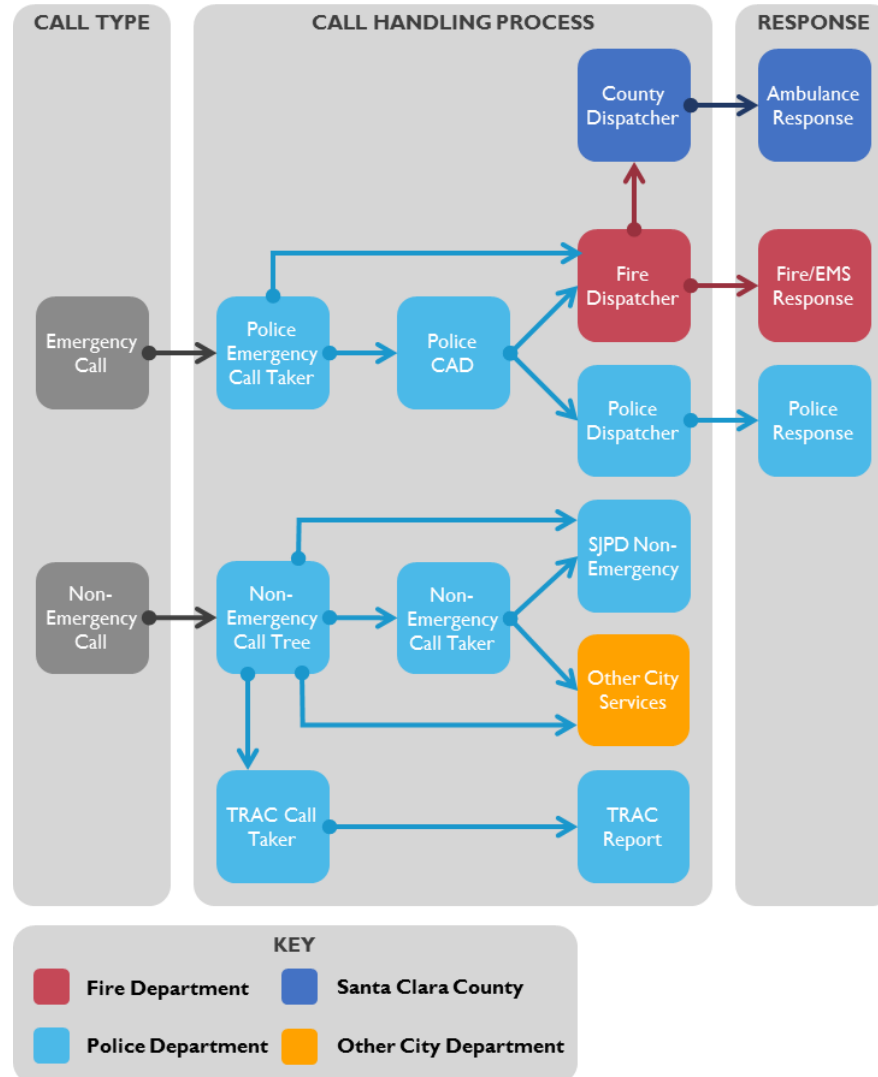 CALL TYPE
CALL HANDLING PROCESS
RESPONSE
County
Dispatcher
Ambulance
Response
Fire
Dispatcher
Fire/EMS
Response
Emergency
Call
Police
Emergency
Call Taker
Police
CAD
Police
Dispatcher
Police
Response
Non-
Emergency
Call
Non-
Emergency
Call Tree
Non-
Emergency
Call Taker
SJPD Non-
Emergency
Other City
Services
TRAC Call
Taker
TRAC
Report
KEY
Fire Department
Santa Clara County
Police Department
Other City Department